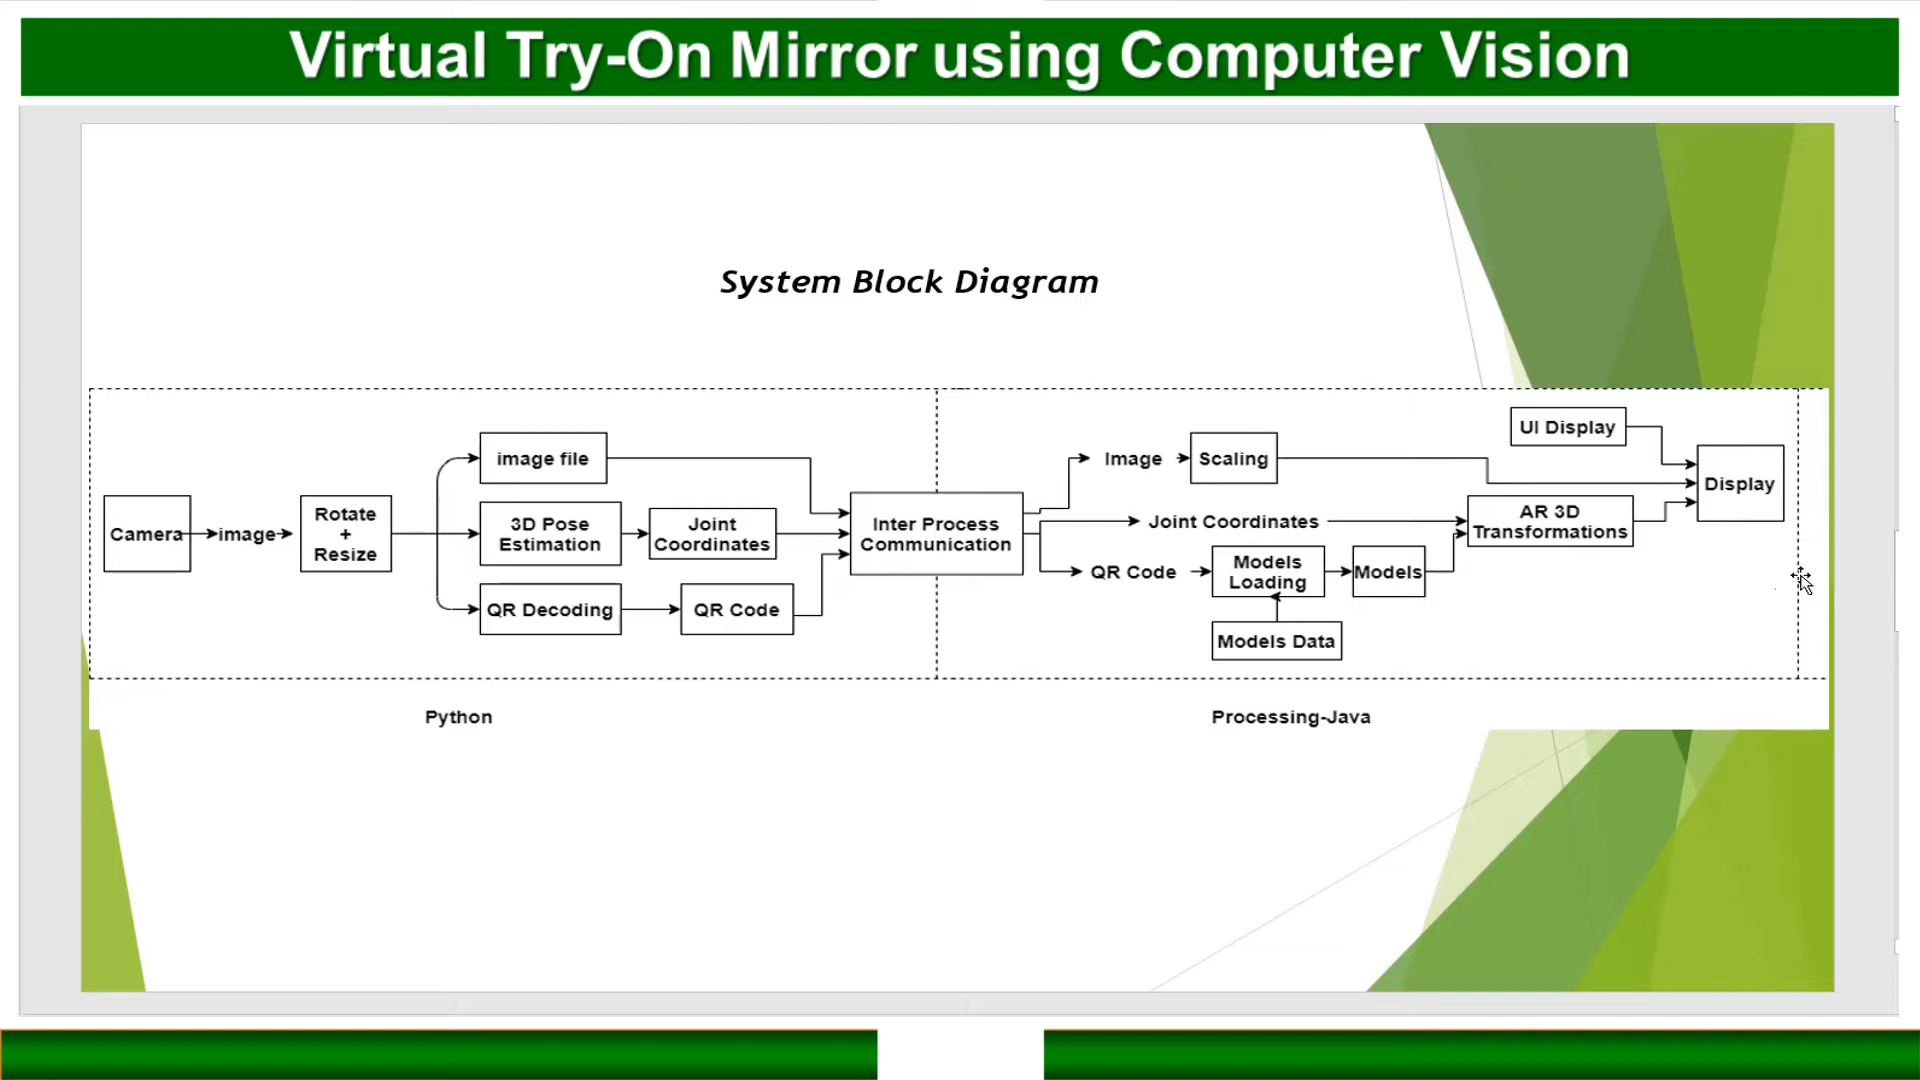 Virtual Try-On Mirror using Computer Vision
System Block Diagram
Camera
image
Rotate
+
Resize
image file
3D Pose
Estimation
Joint
Coordinates
QR Decoding
QR Code
Inter Process
Communication
Image
Scaling
Joint Coordinates
QR Code
Models
Loading
Models
Models Data
UI Display
AR 3D
Transformations
Display
Python
Processing-Java